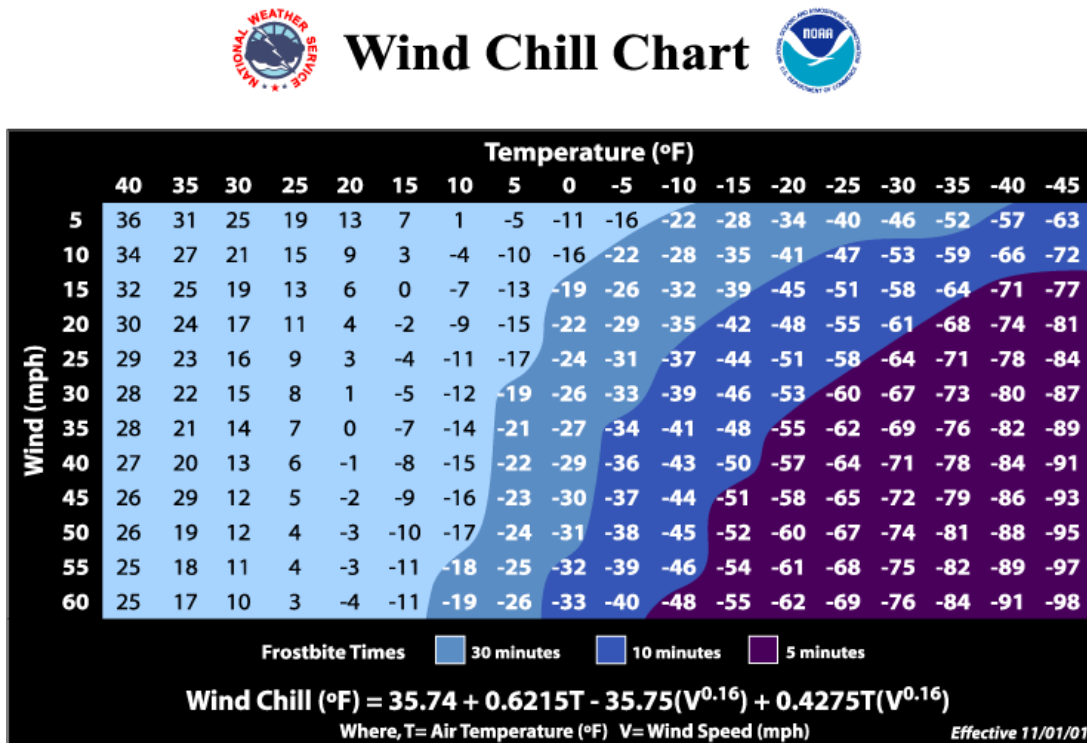 NATIONAL WEATHER SERVICE
Wind Chill Chart
NATIONAL OCEANIC AND ATMOSPHERIC ADMINISTRATION
NOAA
U.S. DEPARTMENT OF COMMERCE
Temperature (ºF)
40 35 30 25 20 15 10 5 0 -5 -10 -15 -20 -25 -30 -35 -40 -45
Wind (mph)
5 36 31 25 19 13 7 1 -5 -11 -16 -22 -28 -34 -40 -46 -52 -57 -63
10 34 27 21 15 9 3 -4 -10 -16 -22 -28 -35 -41 -47 -53 -59 -66 -72
15 32 25 19 13 6 0 -7 -13 -19 -26 -32 -39 -45 -51 -58 -64 -71 -77
20 30 24 17 11 4 -2 -9 -15 -22 -29 -35 -42 -48 -55 -61 -68 -74 -81
25 29 23 16 9 3 -4 -11 -17 -24 -31 -37 -44 -51 -58 -64 -71 -78 -84
30 28 22 15 8 1 -5 -12 -19 -26 -33 -39 -46 -53 -60 -67 -73 -80 -87
35 28 21 14 7 0 -7 -14 -21 -27 -34 -41 -48 -55 -62 -69 -76 -82 -89
40 27 20 13 6 -1 -8 -15 -22 -29 -36 -43 -50 -57 -64 -71 -78 -84 -91
45 26 29 12 5 -2 -9 -16 -23 -30 -37 -44 -51 -58 -65 -72 -79 -86 -93
50 26 19 12 4 -3 -10 -17 -24 -31 -38 -45 -52 -60 -67 -74 -81 -88 -95
55 25 18 11 4 -3 -11 -18 -25 -32 -39 -46 -54 -61 -68 -75 -82 -89 -97
60 25 17 10 3 -4 -11 -19 -26 -33 -40 -48 -55 -62 -69 -76 -84 -91 -98
Frostbite Times 30 minutes 10 minutes 5 minutes
Wind Chill (ºF) = 35.74 + 0.6215T - 35.75(V^0.16) + 0.4275T(V^0.16)
Where, T= Air Temperature (ºF) V= Wind Speed (mph) Effective 11/01/01